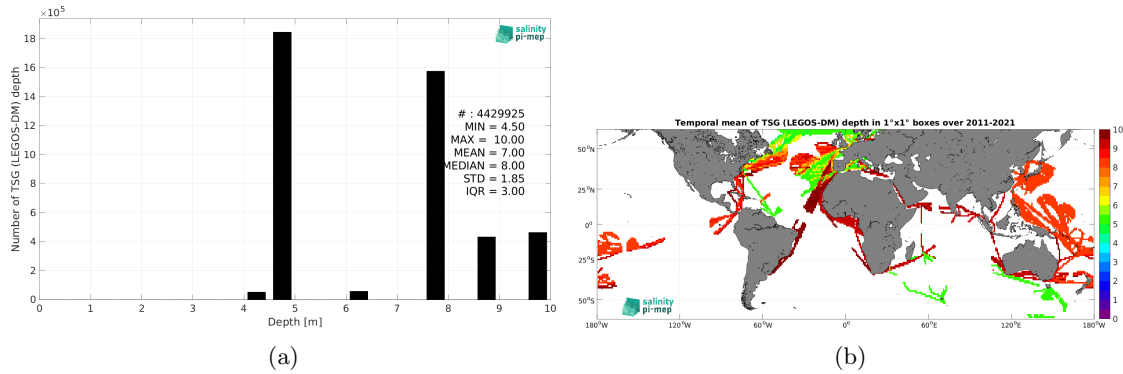 ×10⁵
18
16
14
12
10
8
6
4
2
0
Number of TSG (LEGOS-DM) depth
salinity
pi-mep
# : 4429925
MIN = 4.50
MAX = 10.00
MEAN = 7.00
MEDIAN = 8.00
STD = 1.85
IQR = 3.00
0 1 2 3 4 5 6 7 8 9 10
Depth [m]
(a)
Temporal mean of TSG (LEGOS-DM) depth in 1°x1° boxes over 2011-2021
50°N
25°N
0°
25°S
50°S
salinity
pi-mep
180°W 120°W 60°W 0°E 60°E 120°E 180°W
10
9
8
7
6
5
4
3
2
1
0
(b)